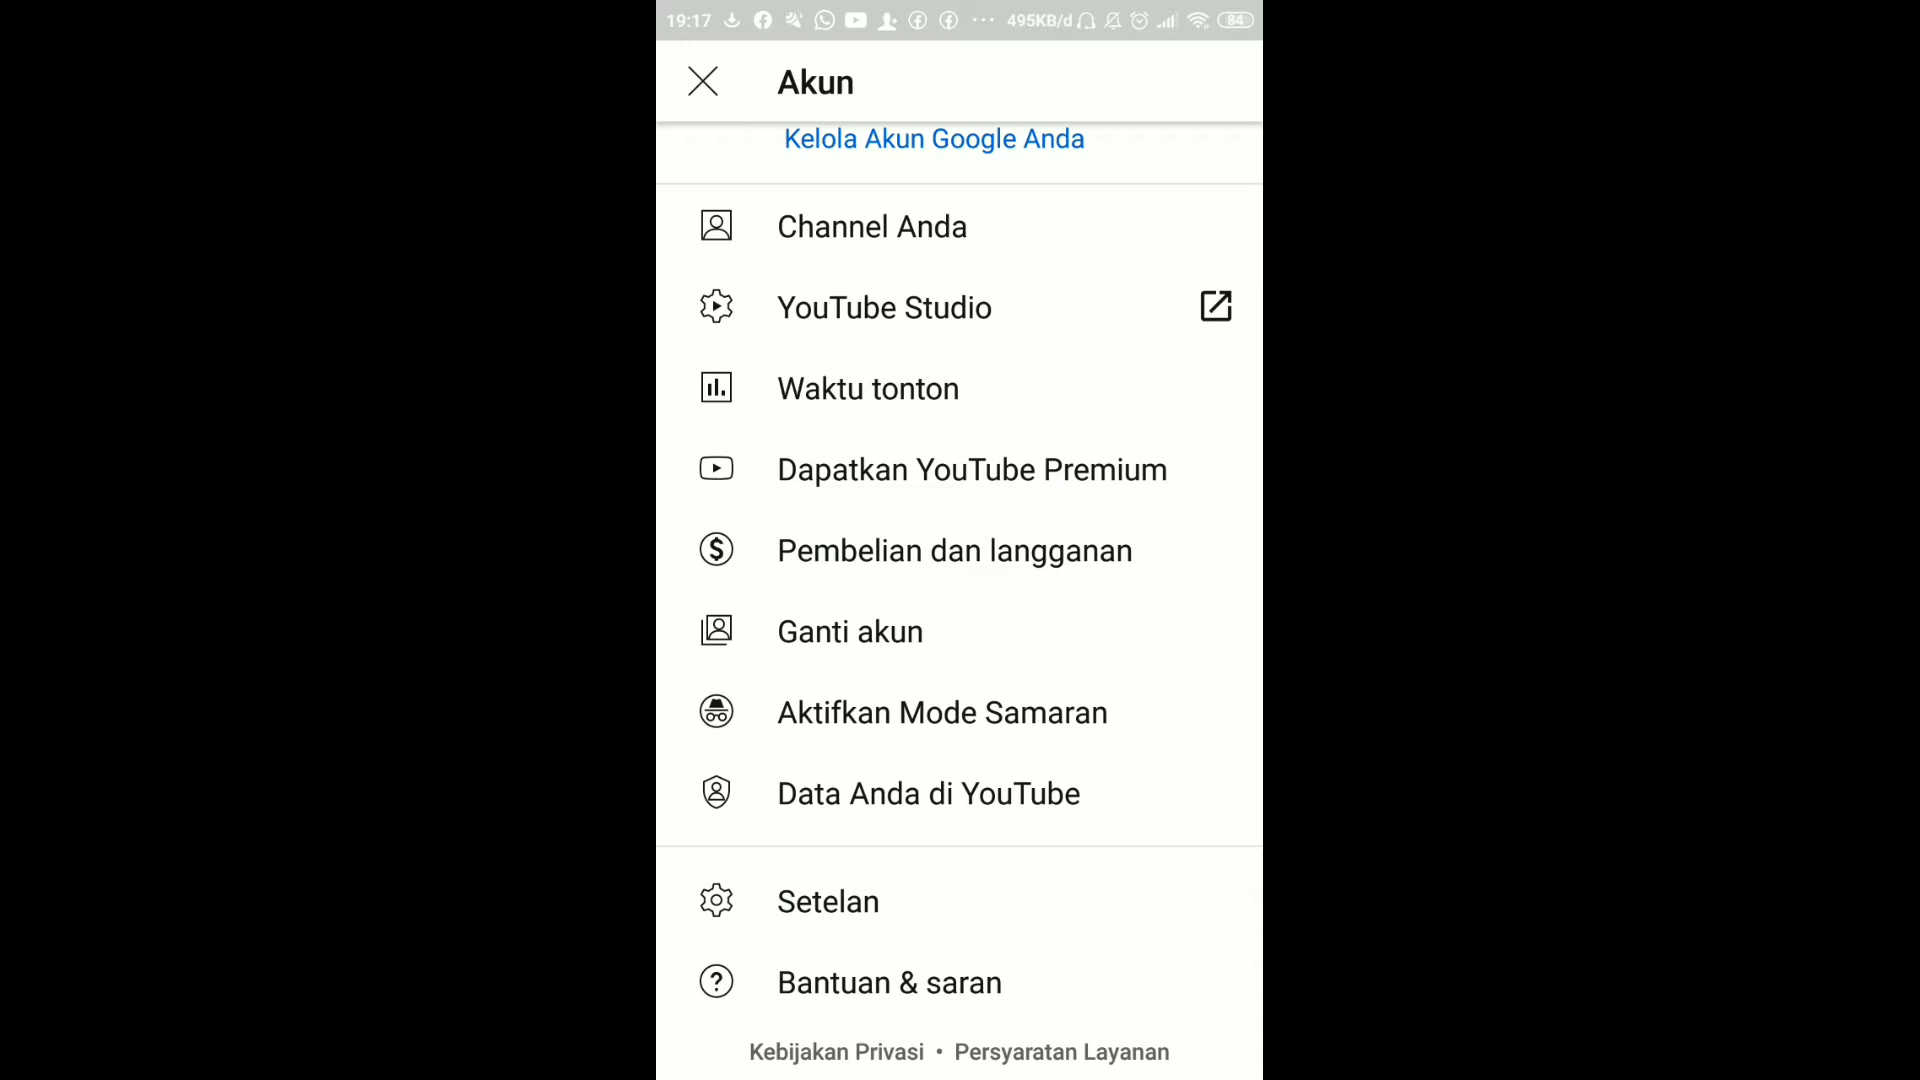 19:17 ... 495KB/d 84
Akun
Kelola Akun Google Anda
Channel Anda
YouTube Studio
Waktu tonton
Dapatkan YouTube Premium
Pembelian dan langganan
Ganti akun
Aktifkan Mode Samaran
Data Anda di YouTube
Setelan
Bantuan & saran
Kebijakan Privasi • Persyaratan Layanan